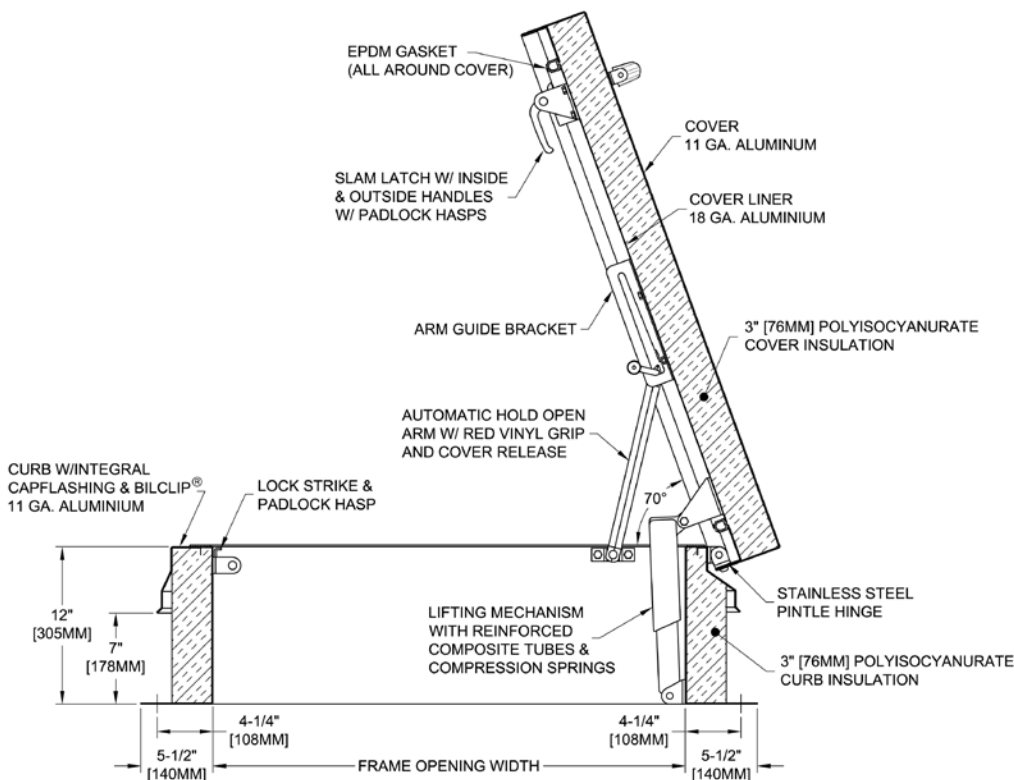 EPDM GASKET
(ALL AROUND COVER)
COVER
11 GA. ALUMINUM
SLAM LATCH W/ INSIDE
& OUTSIDE HANDLES
W/ PADLOCK HASPS
COVER LINER
18 GA. ALUMINIUM
ARM GUIDE BRACKET
3" [76MM] POLYISOCYANURATE
COVER INSULATION
AUTOMATIC HOLD OPEN
ARM W/ RED VINYL GRIP
AND COVER RELEASE
CURB W/INTEGRAL
CAPFLASHING & BILCLIP®
11 GA. ALUMINIUM
LOCK STRIKE &
PADLOCK HASP
70°
12"
[305MM]
7"
[178MM]
LIFTING MECHANISM
WITH REINFORCED
COMPOSITE TUBES &
COMPRESSION SPRINGS
STAINLESS STEEL
PINTLE HINGE
3" [76MM] POLYISOCYANURATE
CURB INSULATION
4-1/4"
[108MM]
4-1/4"
[108MM]
5-1/2"
[140MM]
FRAME OPENING WIDTH
5-1/2"
[140MM]